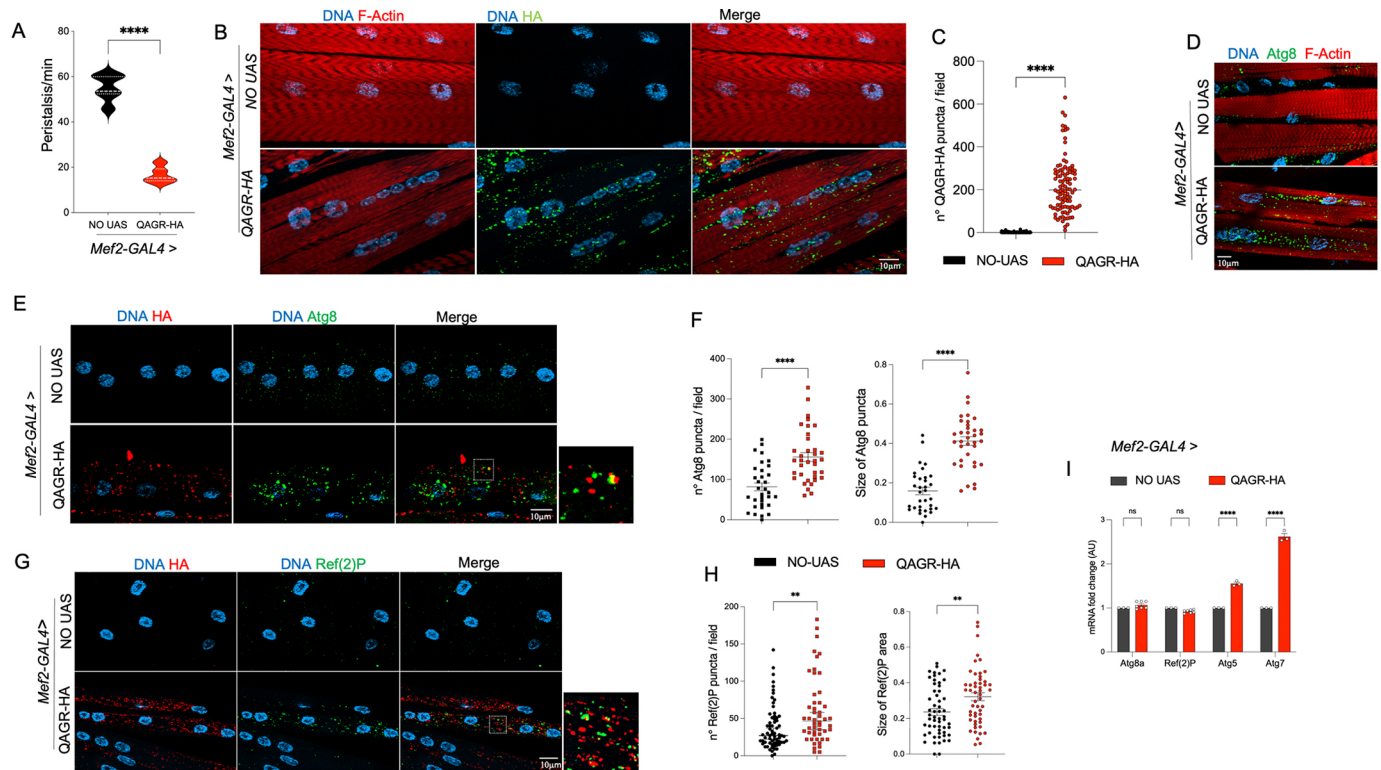 A
Peristalsis/min
80
60
40
20
0
****
NO UAS
QAGR-HA
Mef2-GAL4 >
B
DNA F-Actin
DNA HA
Merge
Mef2-GAL4 >
NO UAS
QAGR-HA
10µm
C
n° QAGR-HA puncta / field
800
600
400
200
0
****
NO-UAS
QAGR-HA
D
DNA Atg8 F-Actin
Mef2-GAL4>
NO UAS
QAGR-HA
10µm
E
DNA HA
DNA Atg8
Merge
Mef2-GAL4 >
NO UAS
QAGR-HA
10µm
F
n° Atg8 puncta / field
400
300
200
100
0
****
Size of Atg8 puncta
0.8
0.6
0.4
0.2
0.0
****
NO-UAS
QAGR-HA
G
DNA HA
DNA Ref(2)P
Merge
Mef2-GAL4>
NO UAS
QAGR-HA
10µm
H
n° Ref(2)P puncta / field
200
150
100
50
0
**
Size of Ref(2)P area
0.8
0.6
0.4
0.2
0.0
**
I
Mef2-GAL4 >
NO UAS
QAGR-HA
mRNA fold change (AU)
3
2
1
0
ns
ns
****
****
Atg8a
Ref(2)P
Atg5
Atg7